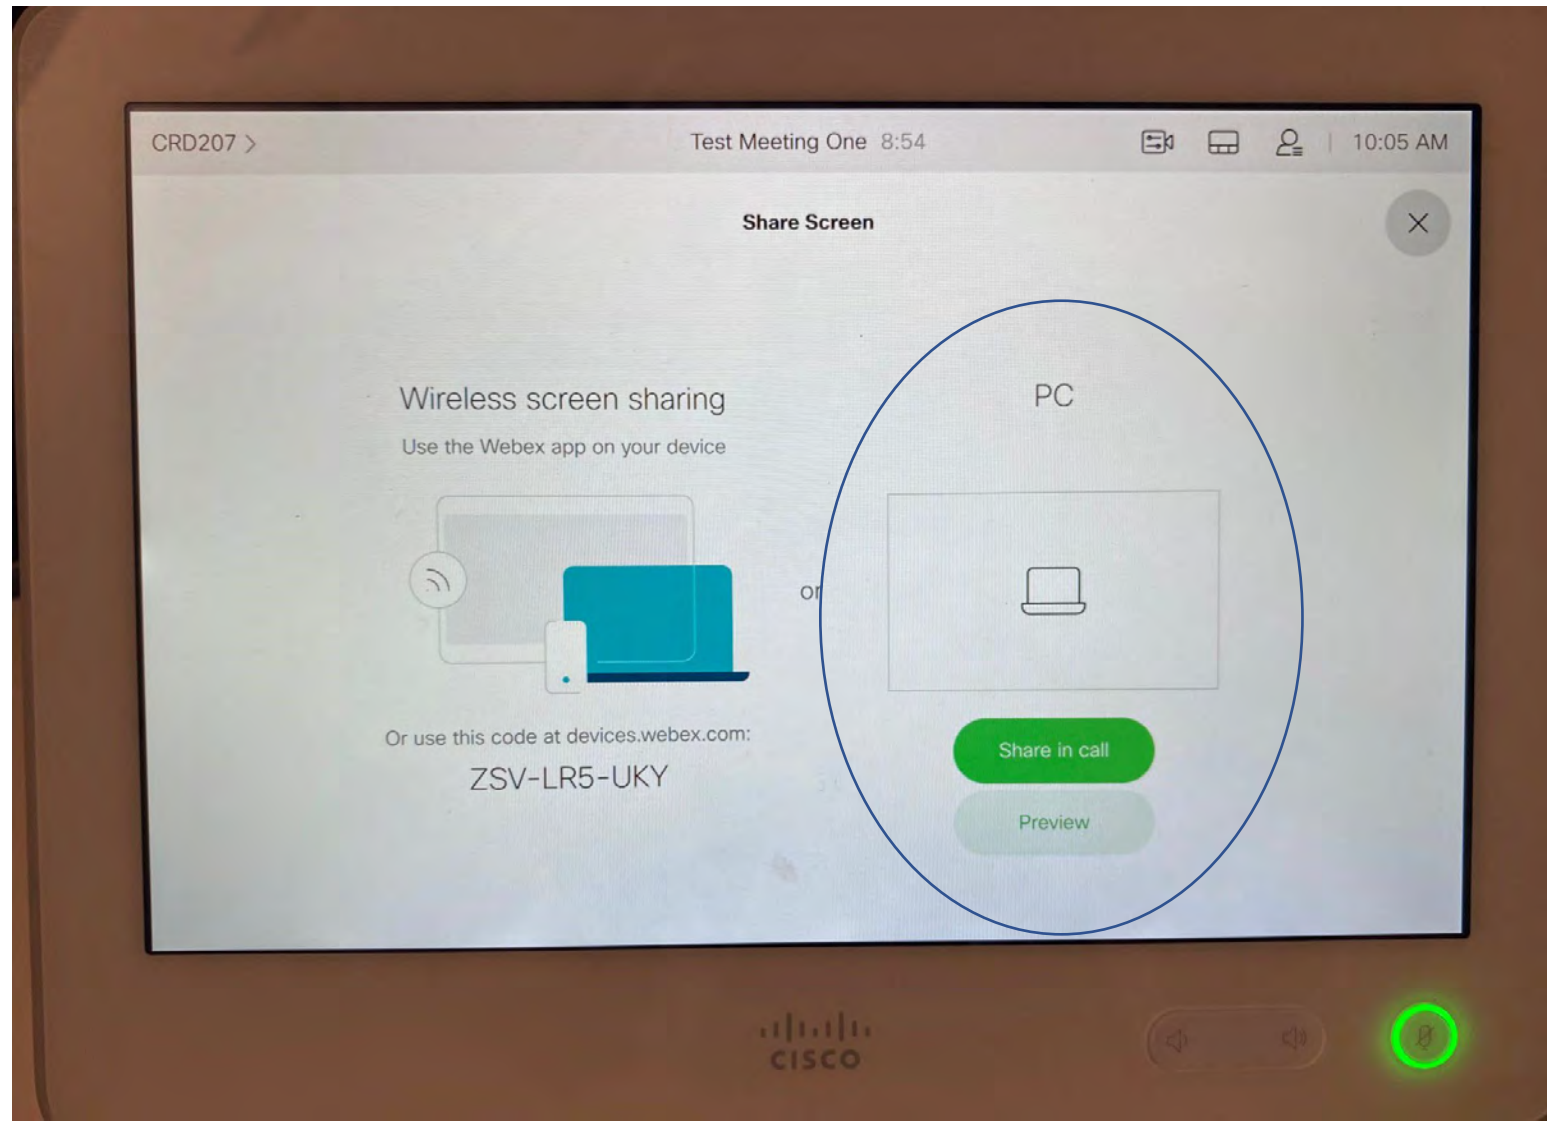 CRD207 >
Test Meeting One 8:54
10:05 AM
Share Screen
Wireless screen sharing
Use the Webex app on your device
or
Or use this code at devices.webex.com:
ZSV-LR5-UKY
PC
Share in call
Preview
CISCO